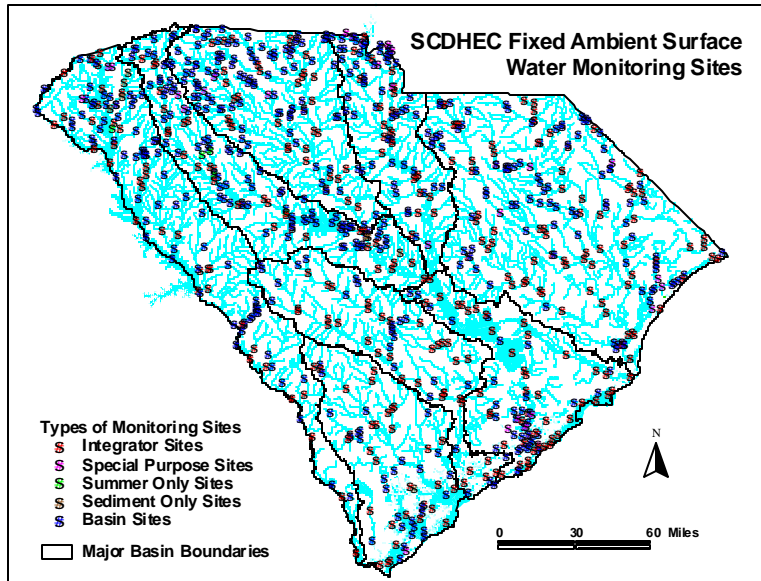 SCDHEC Fixed Ambient Surface
Water Monitoring Sites
Types of Monitoring Sites
S Integrator Sites
S Special Purpose Sites
S Summer Only Sites
S Sediment Only Sites
S Basin Sites
Major Basin Boundaries
N
0 30 60 Miles